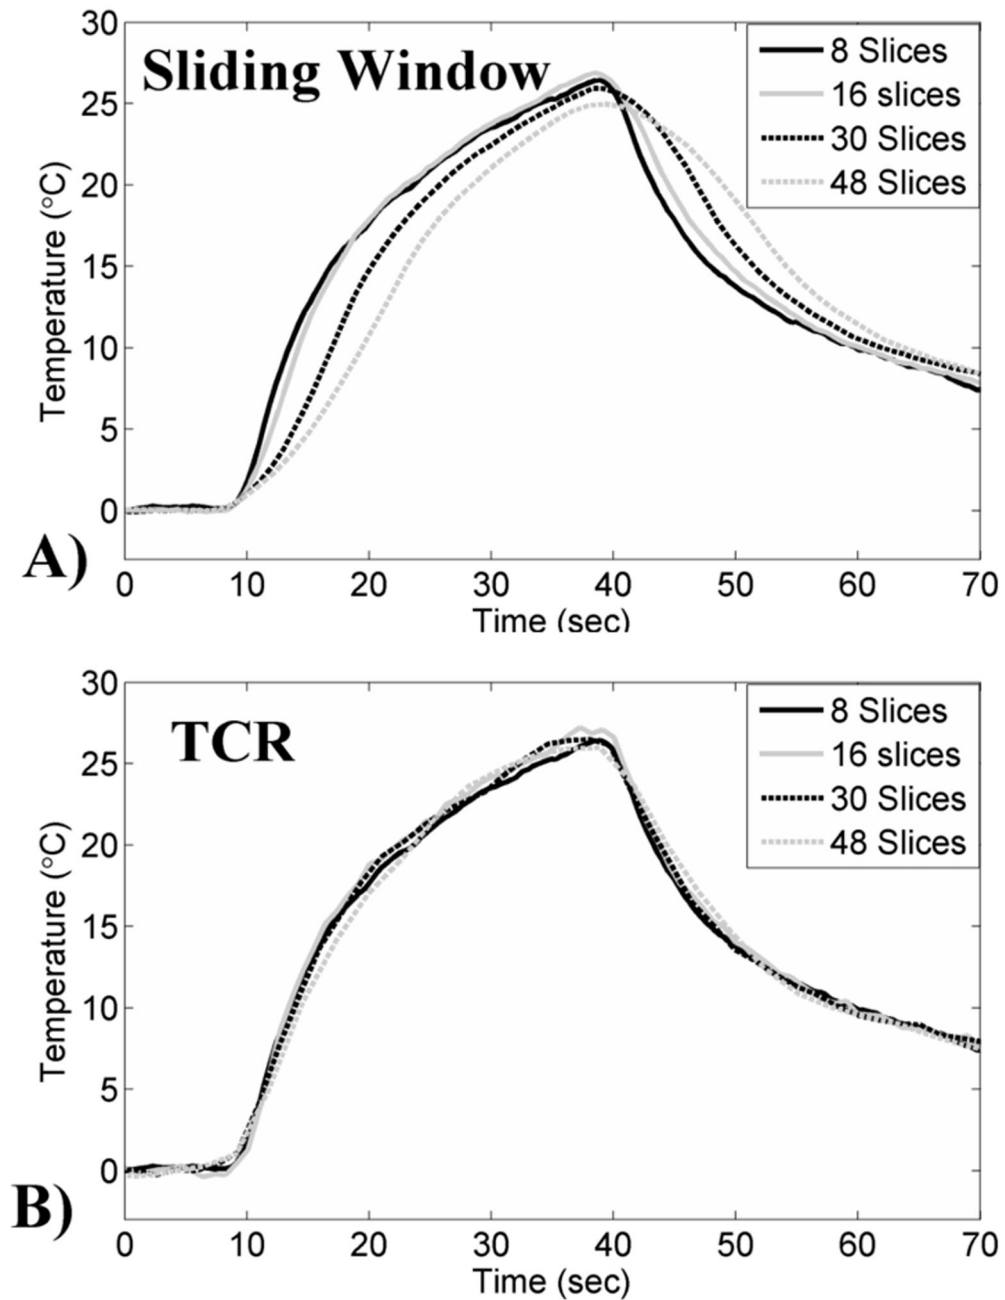 Sliding Window
8 Slices
16 slices
30 Slices
48 Slices
30
25
20
15
10
5
0
Temperature (°C)
0 10 20 30 40 50 60 70
Time (sec)
A)
TCR
8 Slices
16 slices
30 Slices
48 Slices
30
25
20
15
10
5
0
Temperature (°C)
0 10 20 30 40 50 60 70
Time (sec)
B)